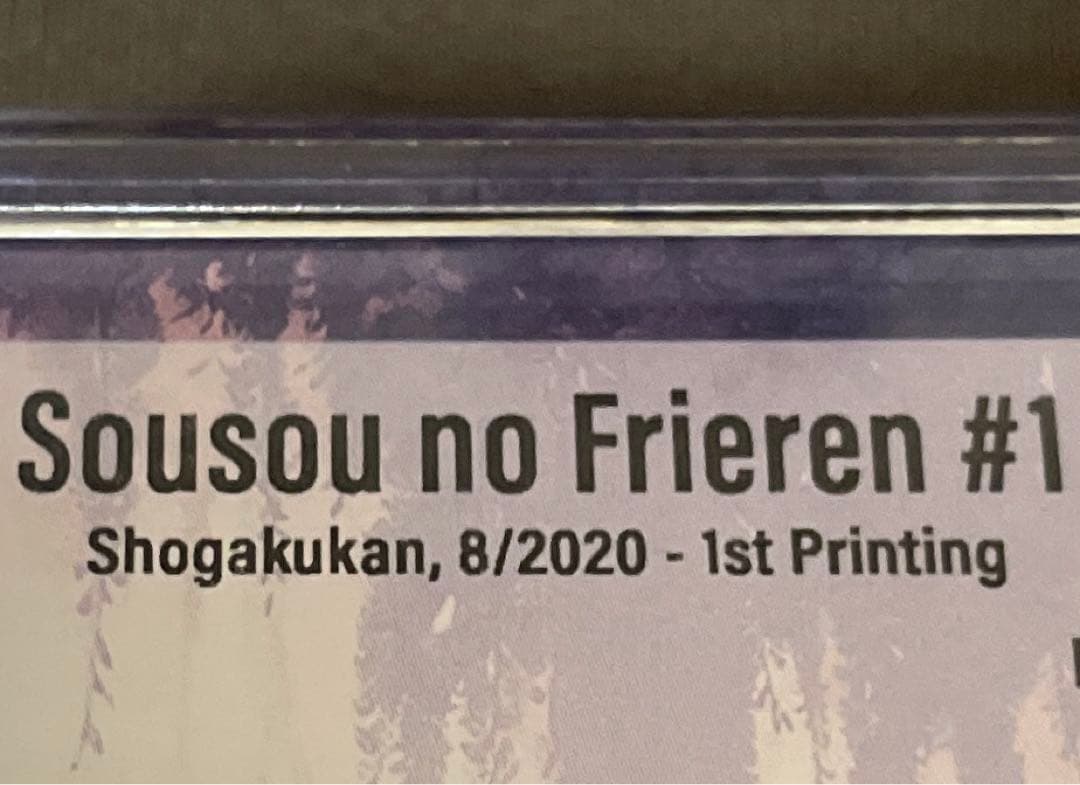 Sousou no Frieren #1
Shogakukan, 8/2020 - 1st Printing